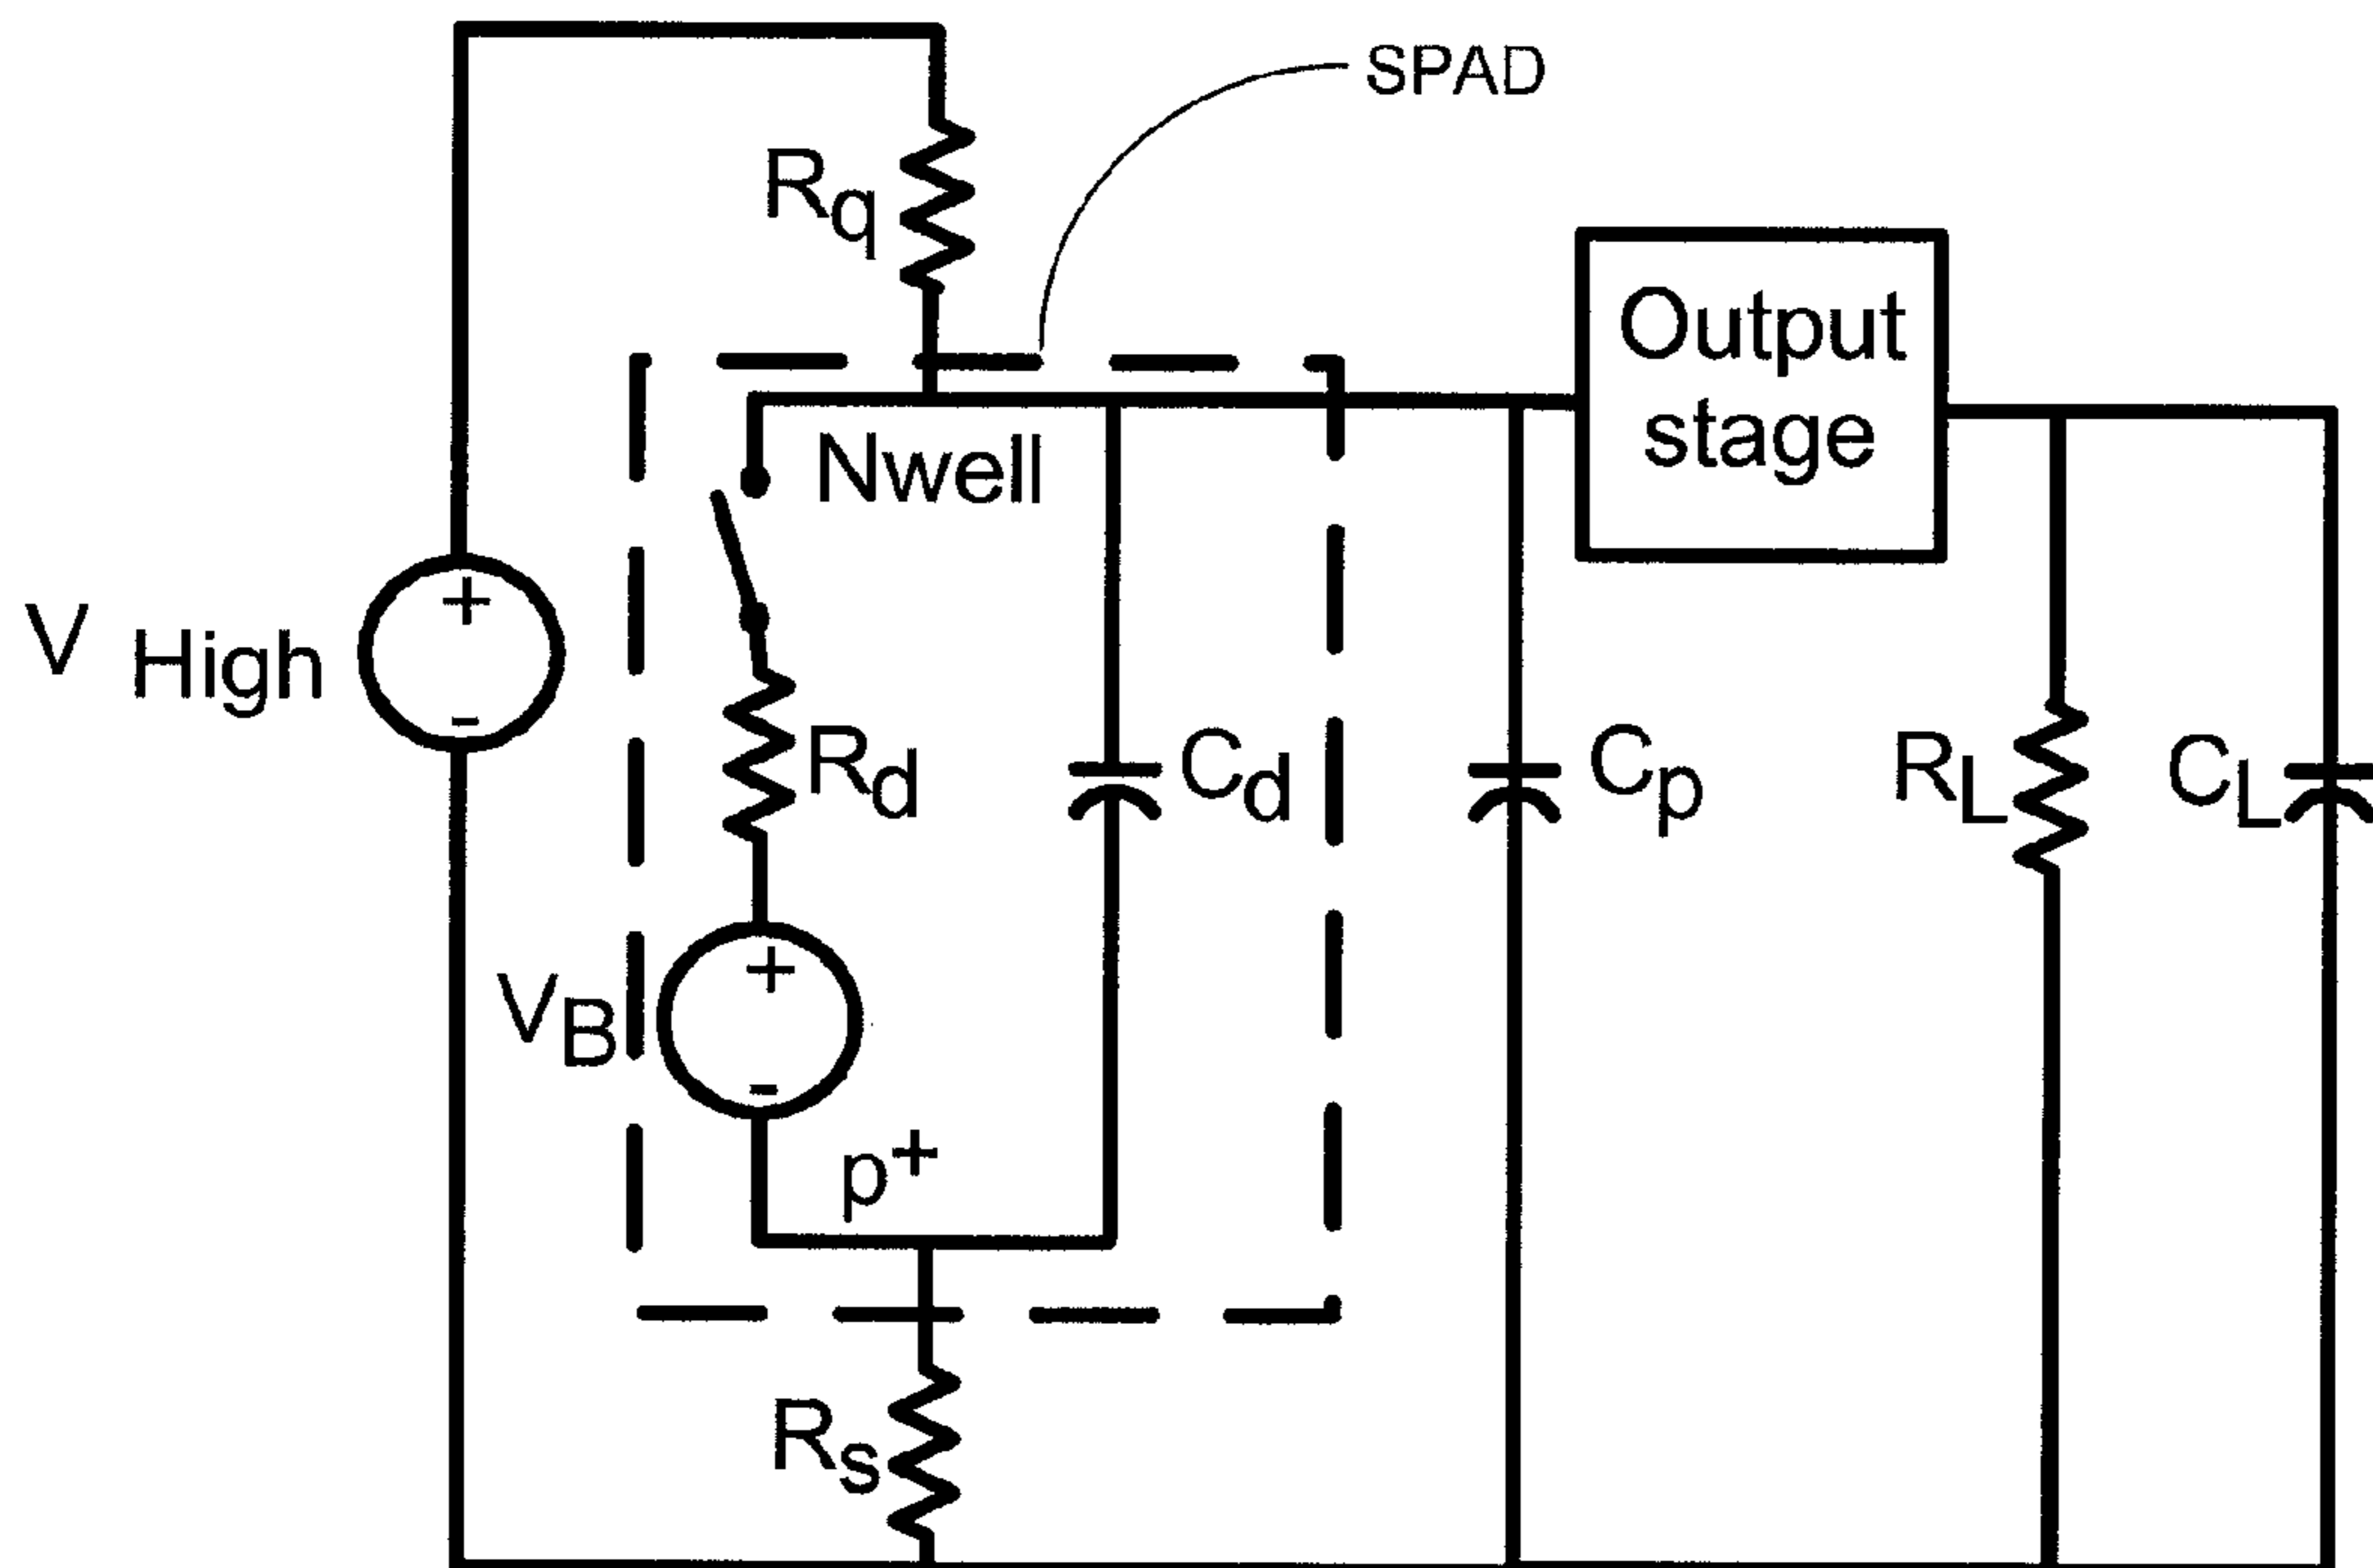 SPAD
Rq
Output
stage
Nwell
+
V High
-
Rd
Cd
Cp
RL
CL
+
VB
-
p+
Rs